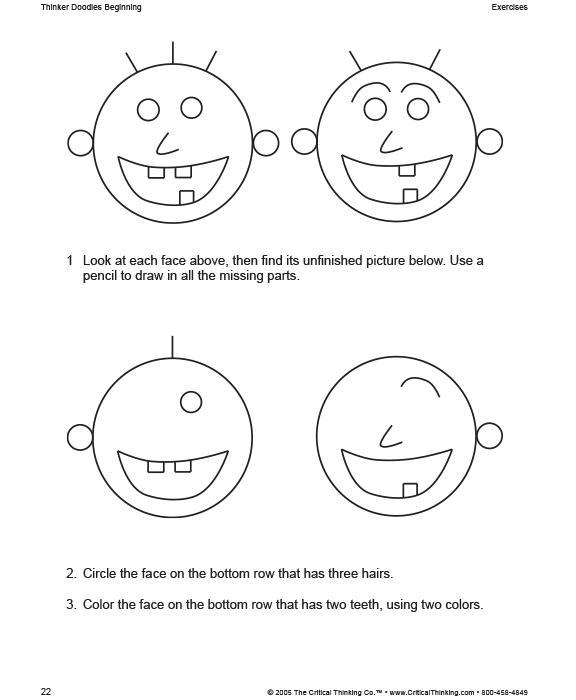 Thinker Doodles Beginning
Exercises
1 Look at each face above, then find its unfinished picture below. Use a
pencil to draw in all the missing parts.
2. Circle the face on the bottom row that has three hairs.
3. Color the face on the bottom row that has two teeth, using two colors.
22
© 2005 The Critical Thinking Co.™ • www.CriticalThinking.com • 800-458-4849